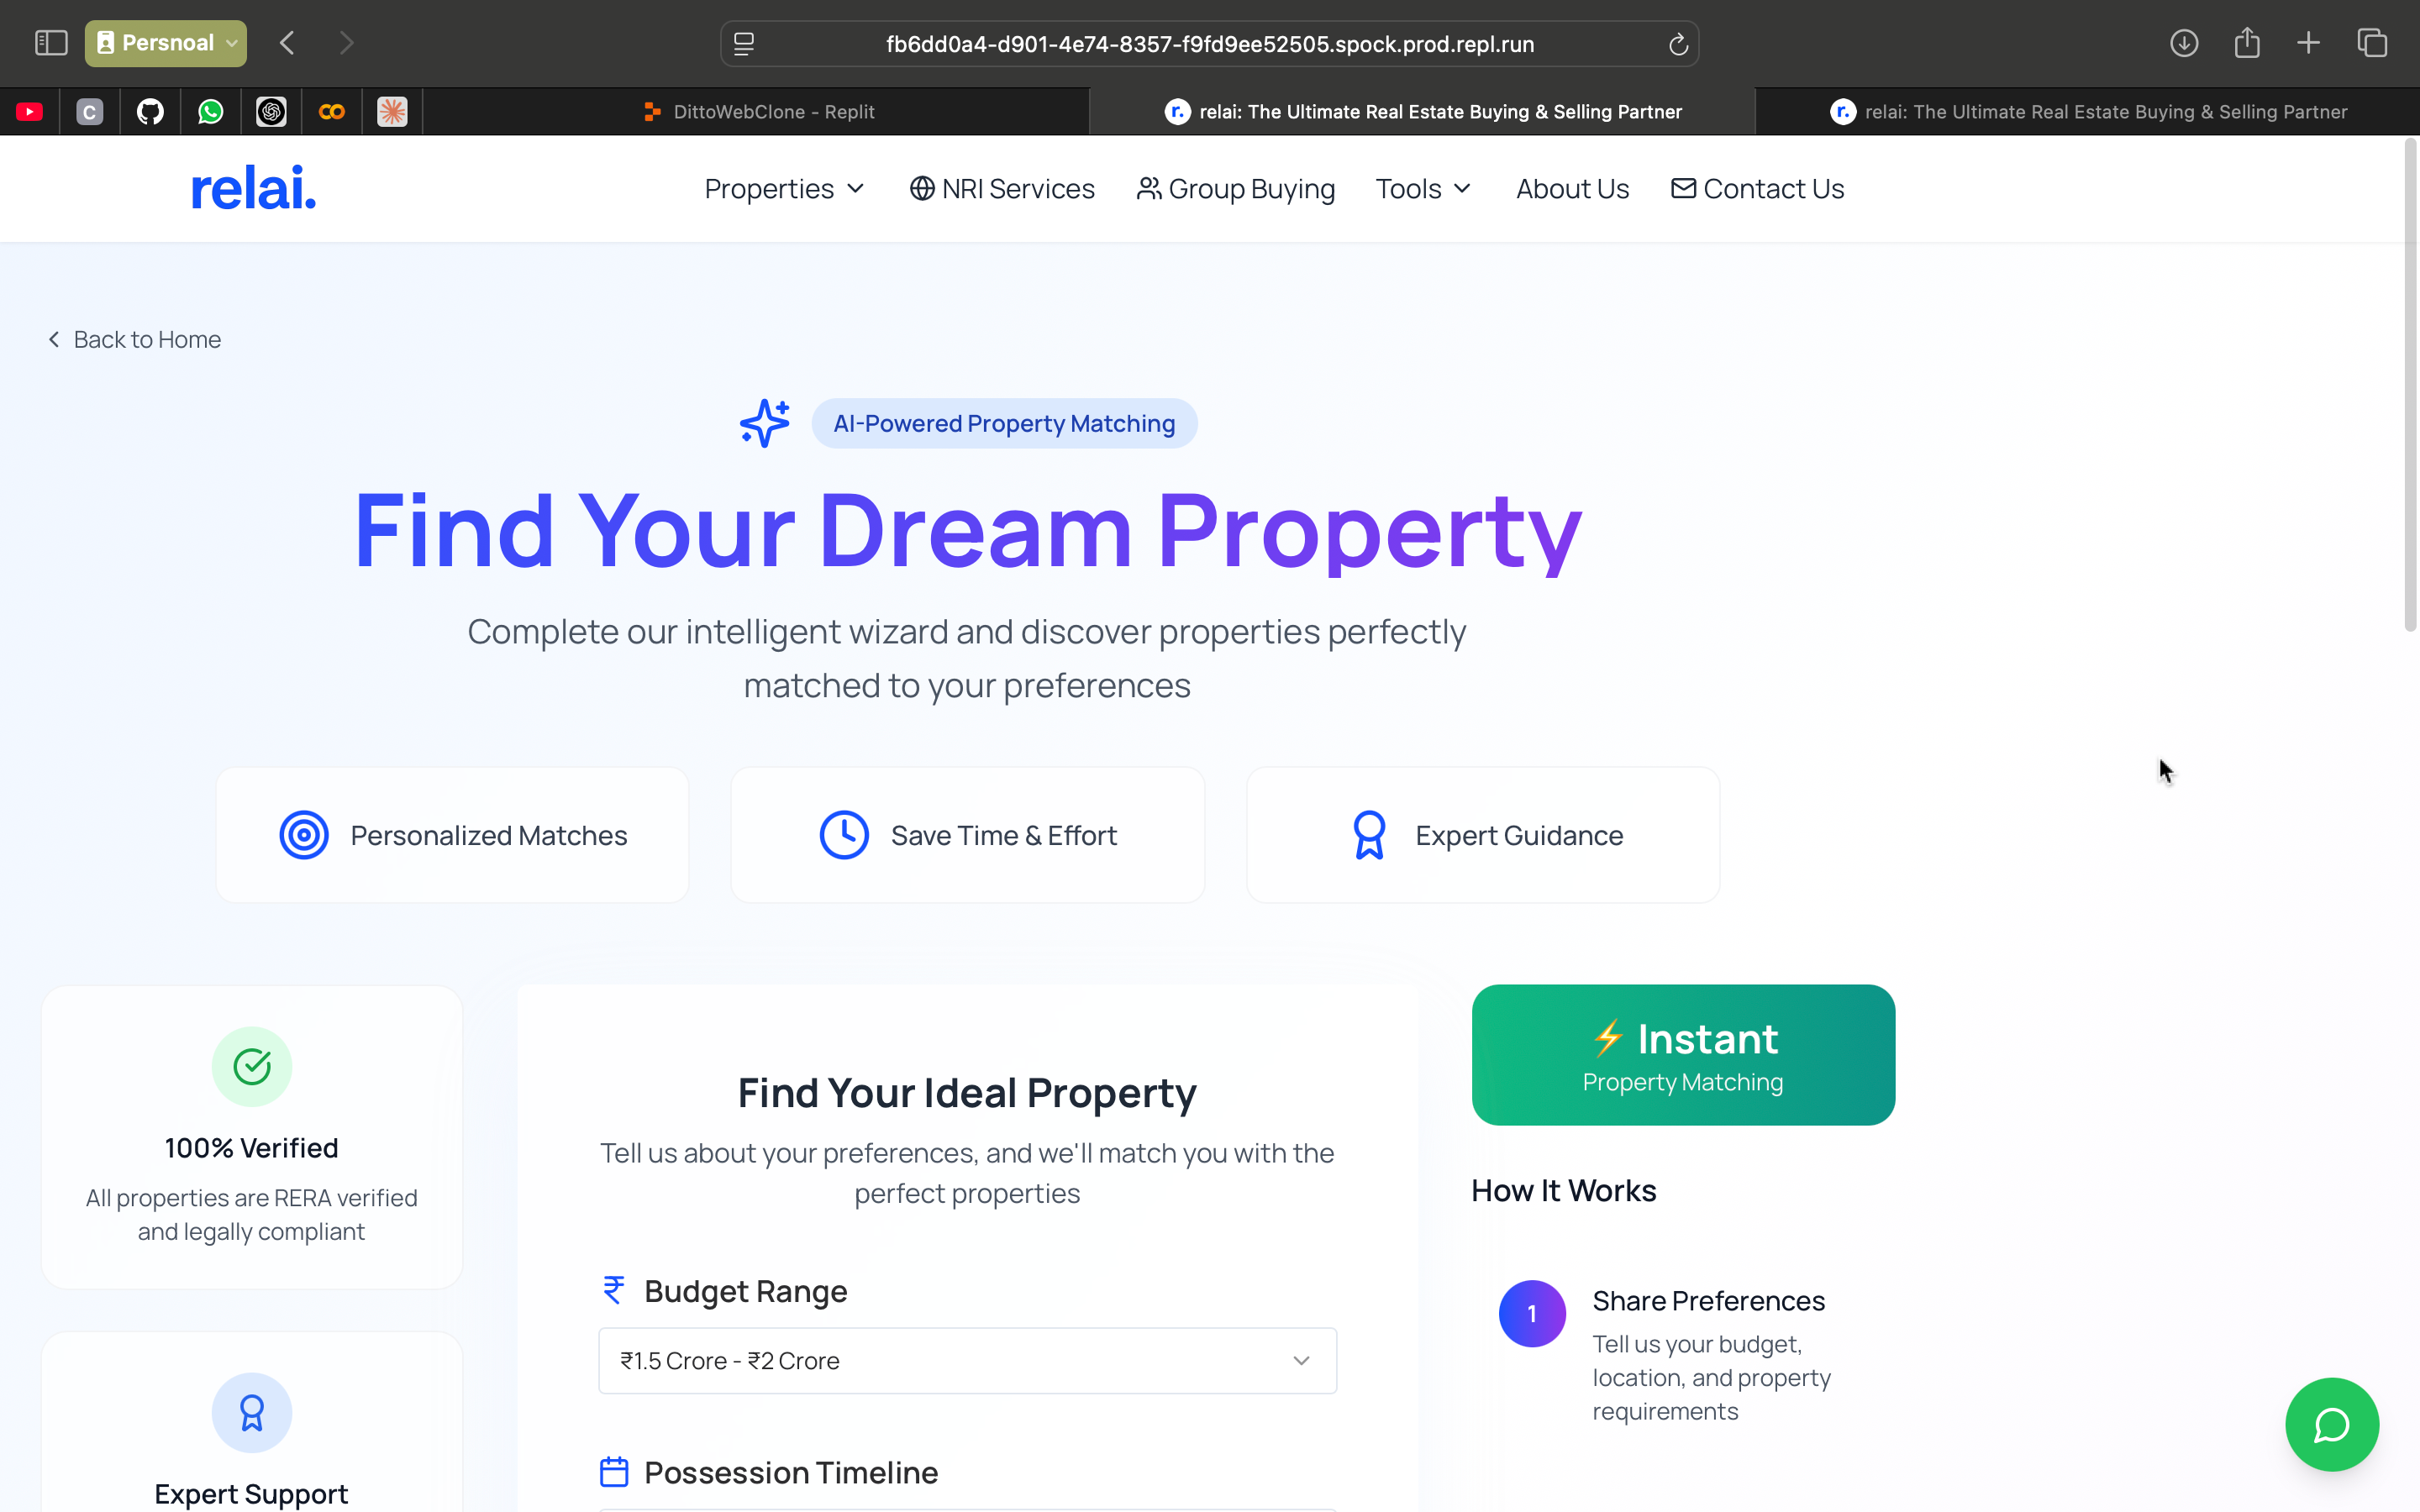 Persnoal
fb6dd0a4-d901-4e74-8357-f9fd9ee52505.spock.prod.repl.run
C
DittoWebClone - Replit
r. relai: The Ultimate Real Estate Buying & Selling Partner
r. relai: The Ultimate Real Estate Buying & Selling Partner
relai.
Properties
NRI Services
Group Buying
Tools
About Us
Contact Us
Back to Home
AI-Powered Property Matching
Find Your Dream Property
Complete our intelligent wizard and discover properties perfectly
matched to your preferences
Personalized Matches
Save Time & Effort
Expert Guidance
100% Verified
All properties are RERA verified
and legally compliant
Expert Support
Find Your Ideal Property
Tell us about your preferences, and we'll match you with the
perfect properties
₹ Budget Range
₹1.5 Crore - ₹2 Crore
Possession Timeline
⚡ Instant
Property Matching
How It Works
1
Share Preferences
Tell us your budget,
location, and property
requirements